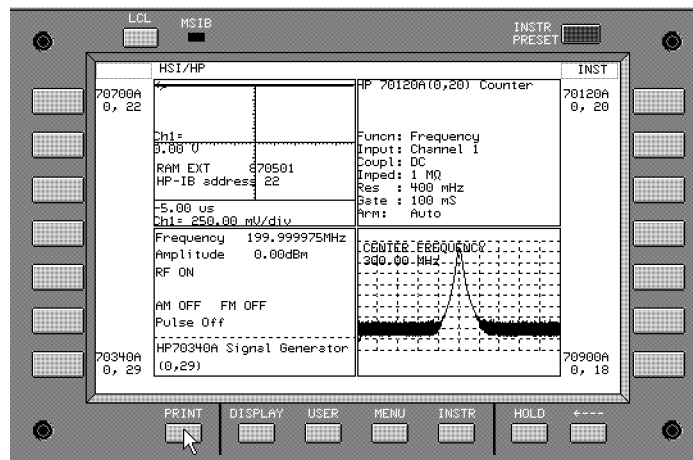 LCL
MSIB
INSTR
PRESET
HSI/HP
INST
70700A
0, 22
Ch1=
0.00 V
RAM EXT 870501
HP-IB address 22
-5.00 us
Ch1= 250.00 mV/div
HP 70120A(0,20) Counter
Funcn: Frequency
Input: Channel 1
Coupl: DC
Imped: 1 MΩ
Res : 400 mHz
Gate : 100 mS
Arm: Auto
70120A
0, 20
Frequency 199.999975MHz
Amplitude 0.00dBm
RF ON
AM OFF FM OFF
Pulse Off
HP70340A Signal Generator
(0,29)
70340A
0, 29
CENTER FREQUENCY
300.00 MHz
70900A
0, 18
PRINT
DISPLAY
USER
MENU
INSTR
HOLD
←---